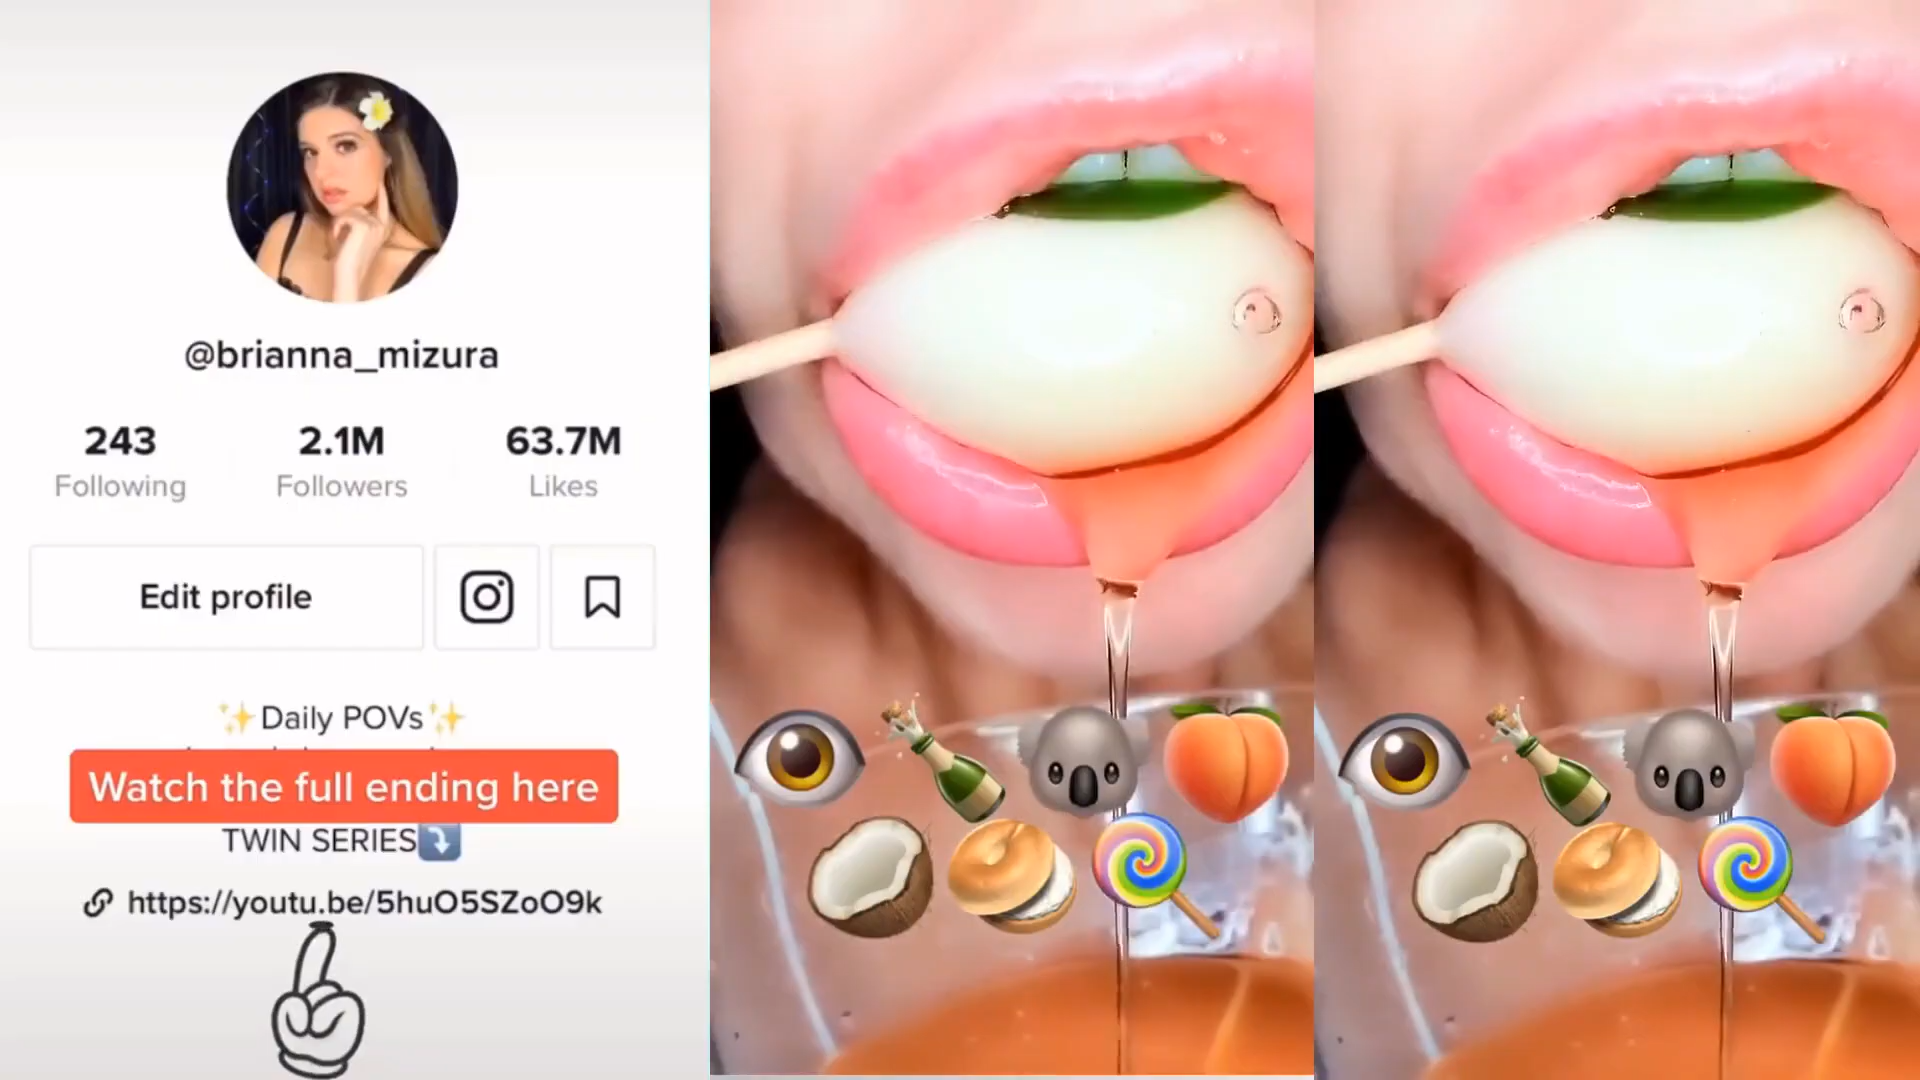 @brianna_mizura
243
2.1M
63.7M
Following
Followers
Likes
Edit profile
✨Daily POVs✨
Watch the full ending here
TWIN SERIES⤵️
https://youtu.be/5huO5SZoO9k